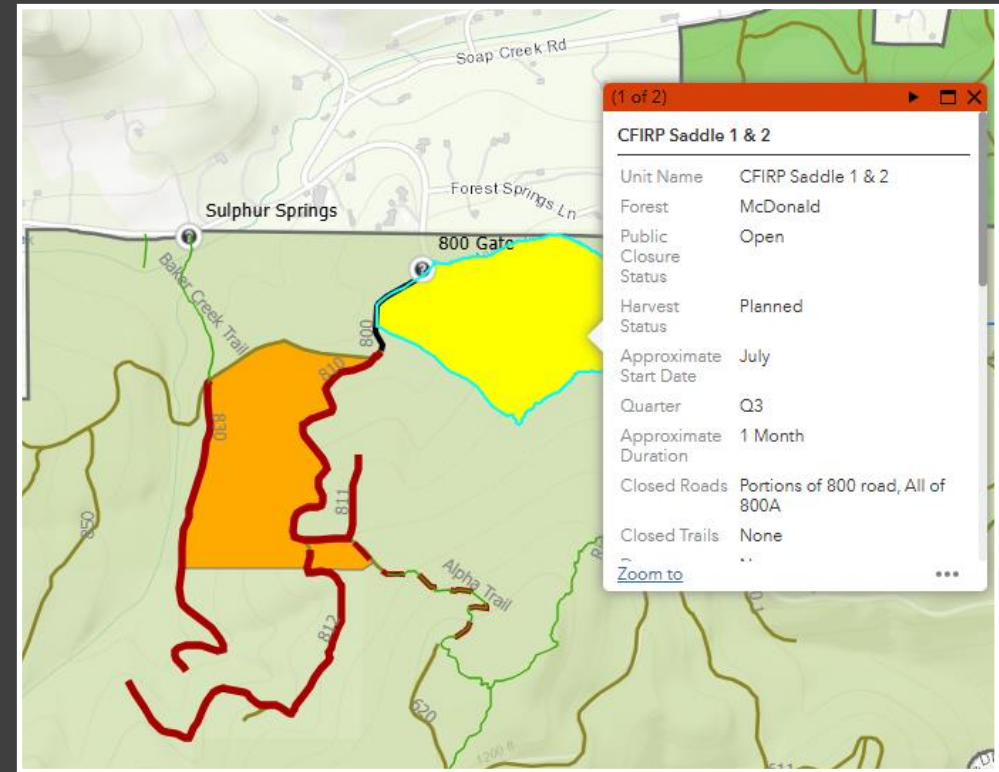 Soap Creek Rd
Forest Springs Ln
Sulphur Springs
800 Gate
Baker Creek Trail
800
810
830
811
850
Alpha Trail
812
620
1200 ft
(1 of 2)
CFIRP Saddle 1 & 2
Unit Name CFIRP Saddle 1 & 2
Forest McDonald
Public Open
Closure
Status
Harvest Planned
Status
Approximate July
Start Date
Quarter Q3
Approximate 1 Month
Duration
Closed Roads Portions of 800 road, All of
800A
Closed Trails None
Zoom to